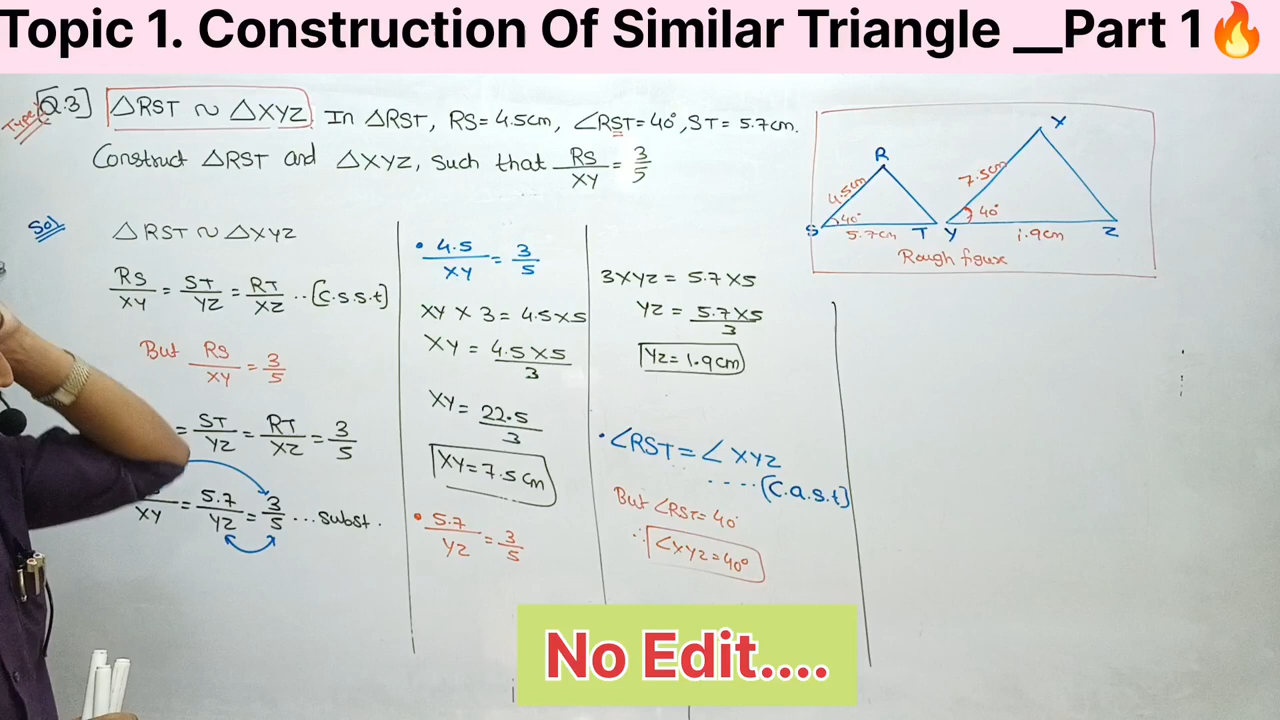 Topic 1. Construction Of Similar Triangle __Part 1🔥
Type: Q.3] △RST ~ △XYZ. In △RST, RS = 4.5cm, ∠RST = 40°, ST = 5.7cm.
Construct △RST and △XYZ, such that RS/XY = 3/5
Sol
△RST ~ △XYZ
RS/XY = ST/YZ = RT/XZ .. [c.s.s.t]
But RS/XY = 3/5
= ST/YZ = RT/XZ = 3/5
/XY = 5.7/YZ = 3/5 ... subst.
• 4.5/XY = 3/5
XY × 3 = 4.5×5
XY = 4.5×5/3
XY = 22.5/3
XY = 7.5cm
• 5.7/YZ = 3/5
3×YZ = 5.7×5
YZ = 5.7×5/3
YZ = 1.9cm
• ∠RST = ∠XYZ
---- [c.a.s.t]
But ∠RST = 40°
∴ ∠XYZ = 40°
R
4.5cm
40°
S 5.7cm T
X
7.5cm
40°
Y 1.9cm Z
Rough figux
No Edit....